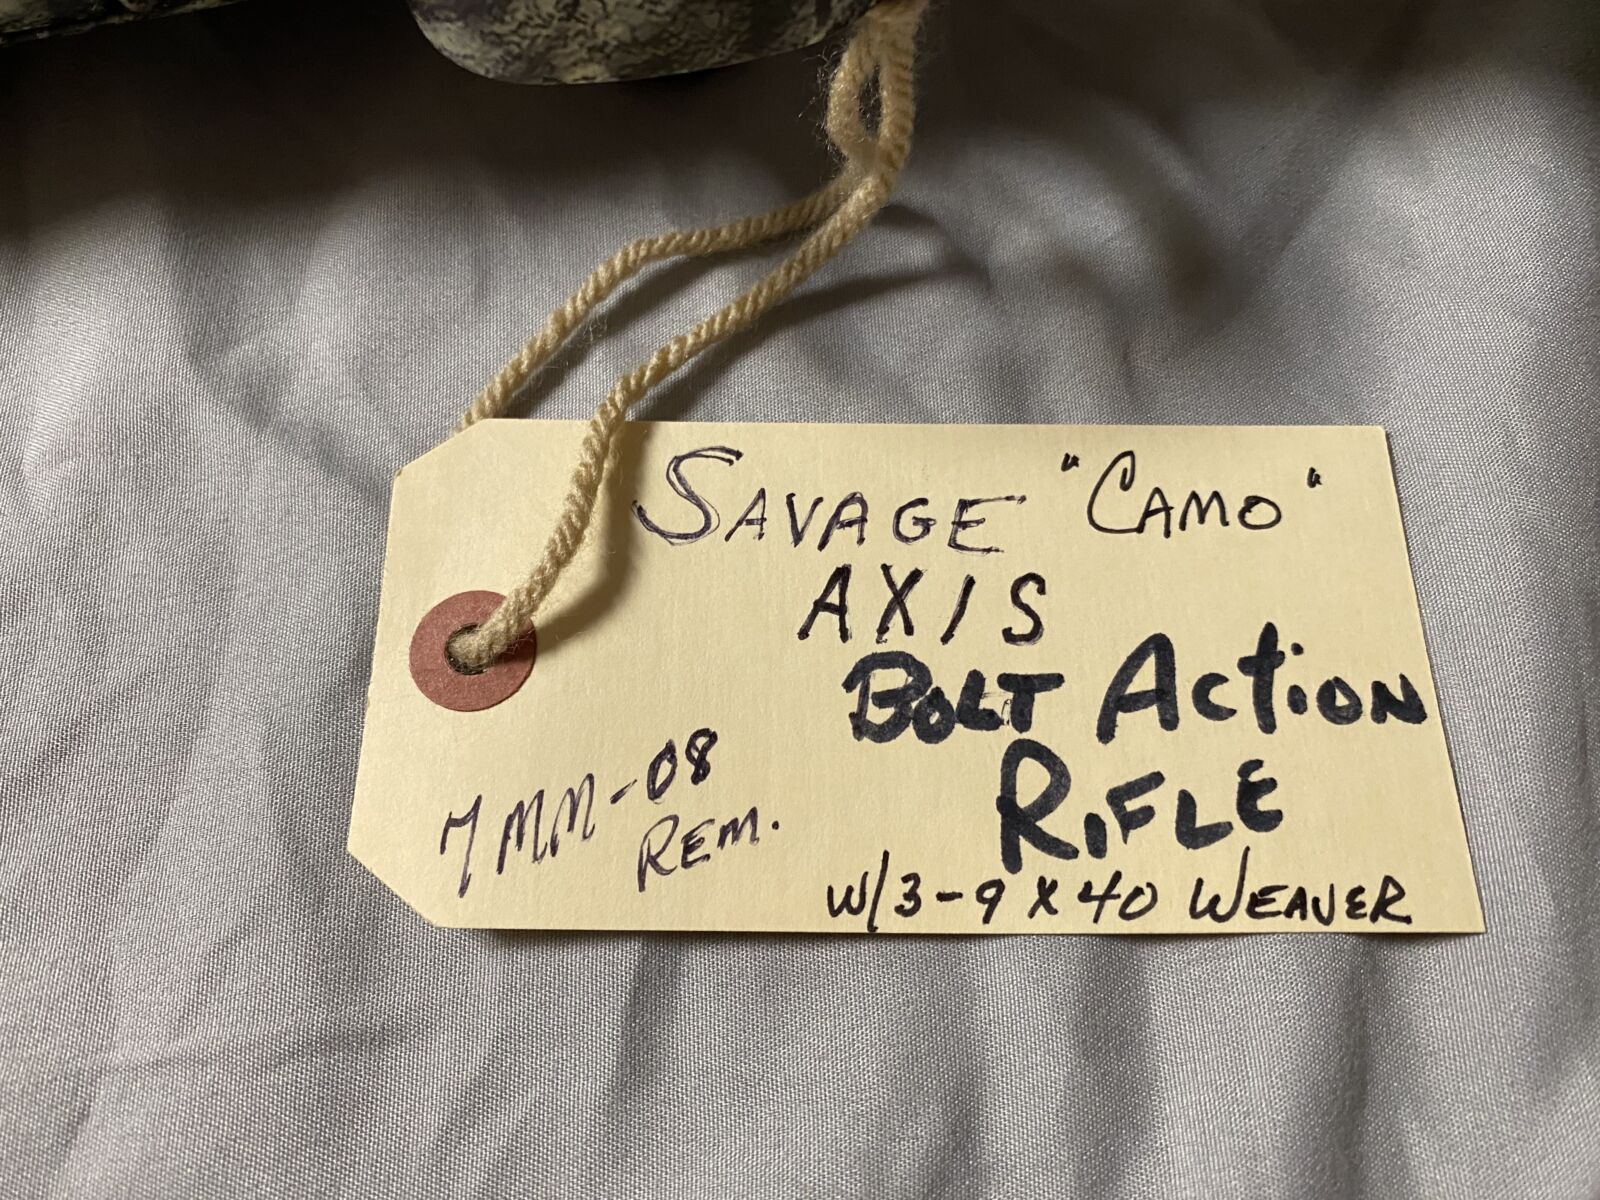 SAVAGE "CAMO"
AXIS
BOLT ACTiON
RiFLE
7MM-08
REM.
W/3-9 X 40 WEAVER